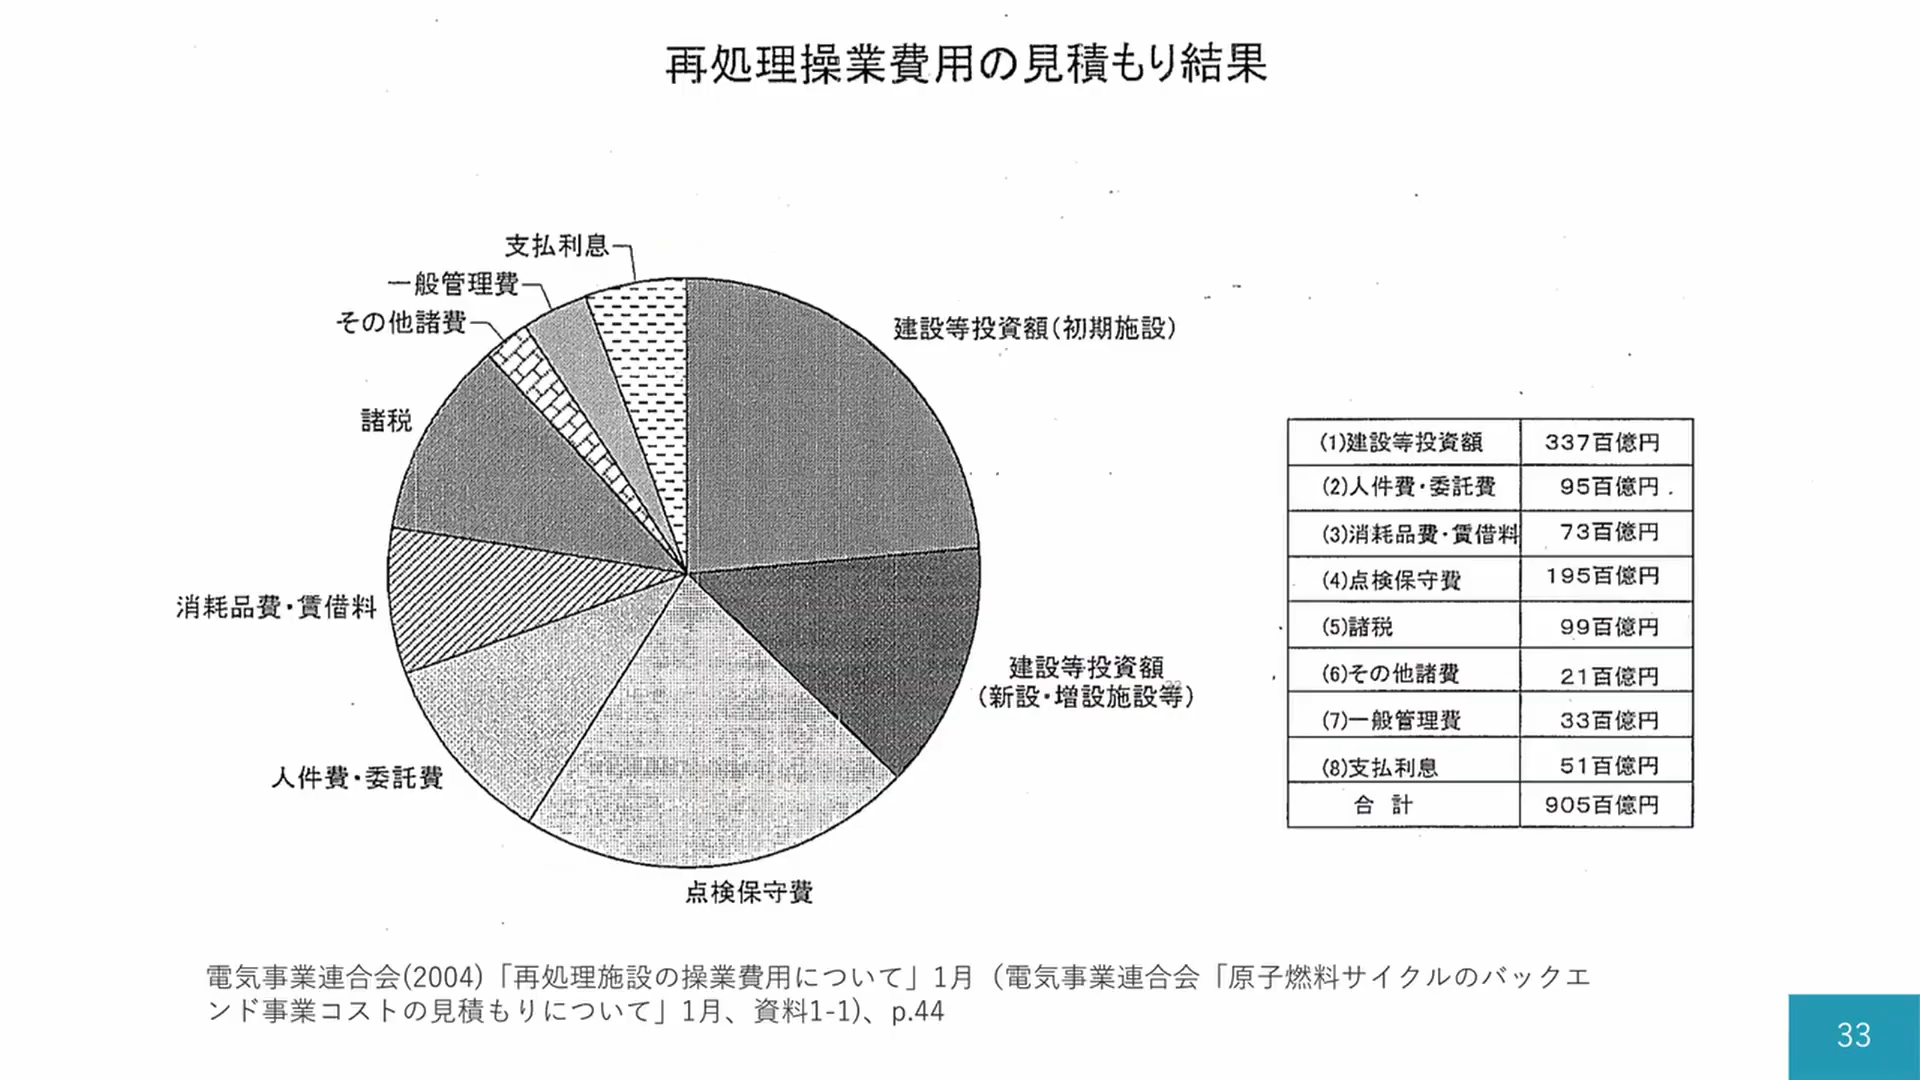 再処理操業費用の見積もり結果
支払利息
一般管理費
その他諸費
諸税
消耗品費・賃借料
人件費・委託費
点検保守費
建設等投資額(初期施設)
建設等投資額
(新設・増設施設等)
(1)建設等投資額 337百億円
(2)人件費・委託費 95百億円
(3)消耗品費・賃借料 73百億円
(4)点検保守費 195百億円
(5)諸税 99百億円
(6)その他諸費 21百億円
(7)一般管理費 33百億円
(8)支払利息 51百億円
合 計 905百億円
電気事業連合会(2004)「再処理施設の操業費用について」1月（電気事業連合会「原子燃料サイクルのバックエ
ンド事業コストの見積もりについて」1月、資料1-1)、p.44
33